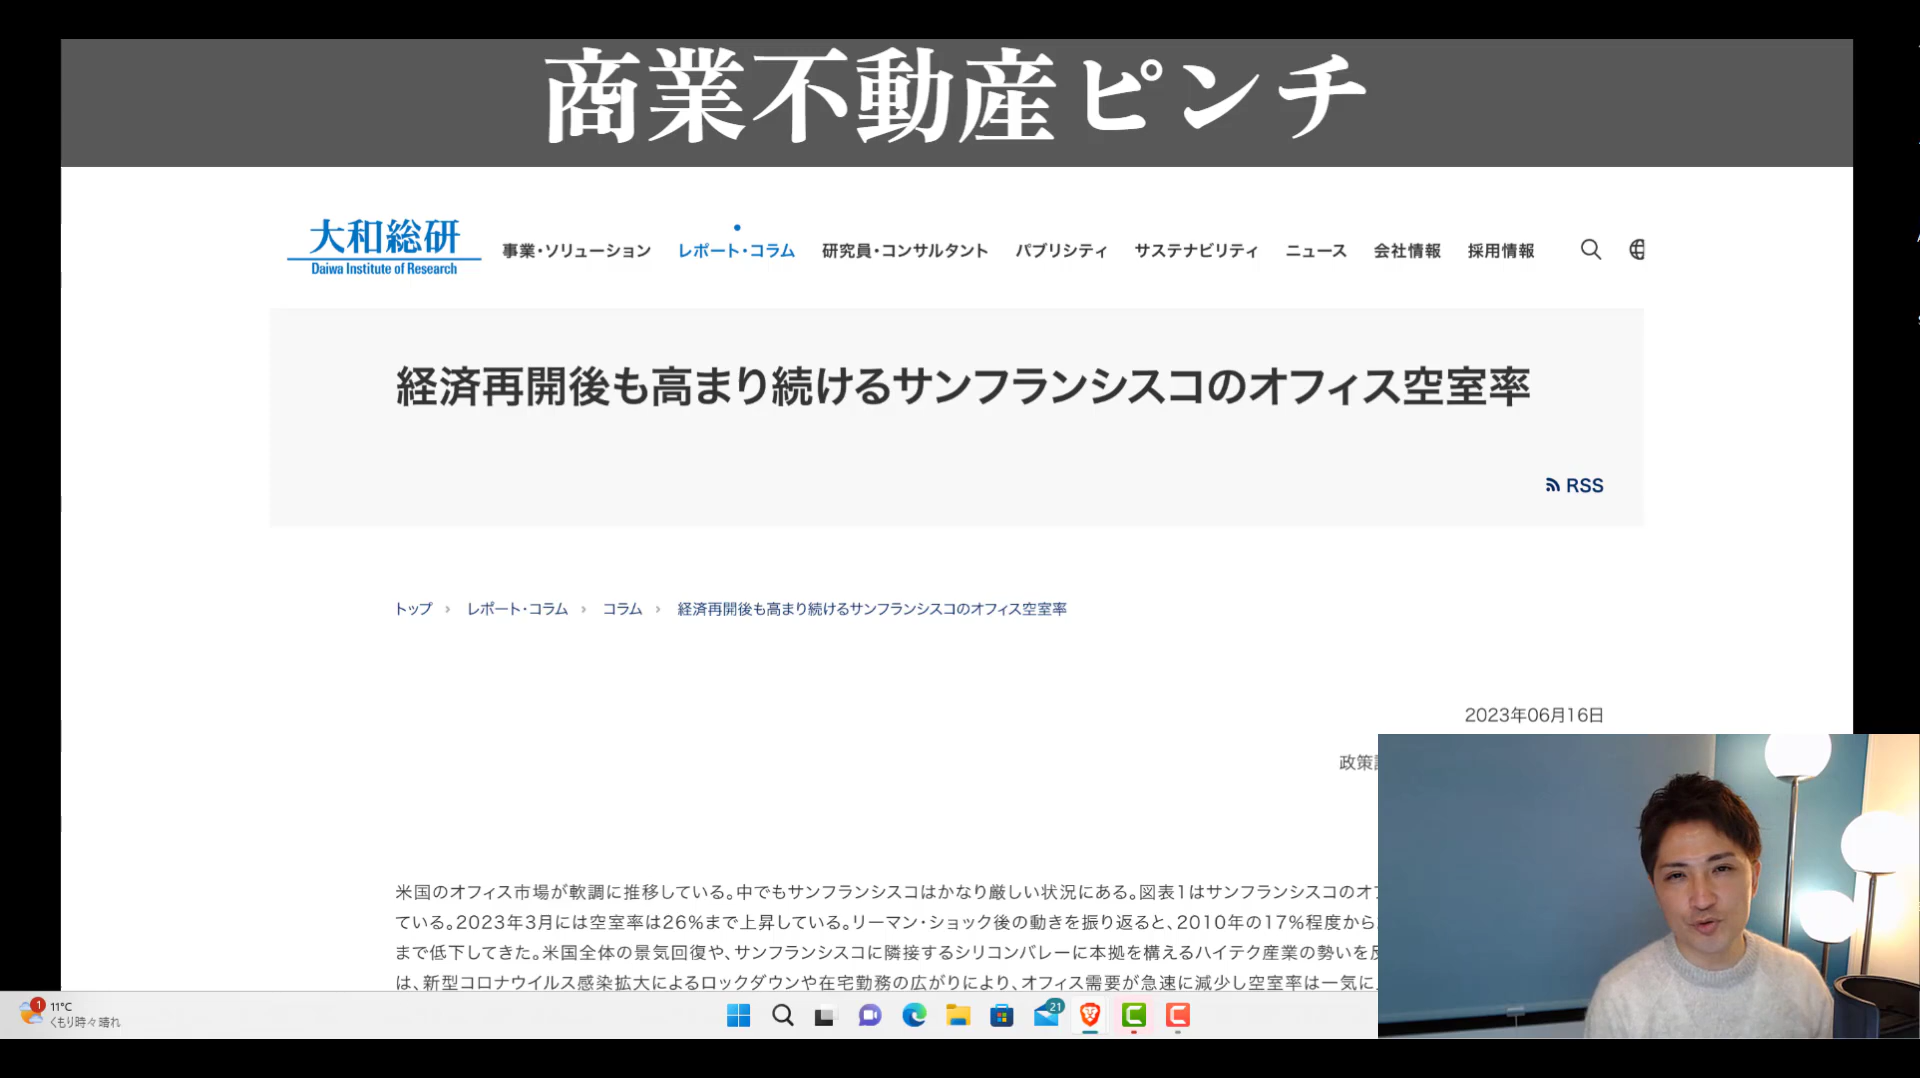 商業不動産ピンチ
大和総研
Daiwa Institute of Research
事業・ソリューション レポート・コラム 研究員・コンサルタント パブリシティ サステナビリティ ニュース 会社情報 採用情報
経済再開後も高まり続けるサンフランシスコのオフィス空室率
RSS
トップ › レポート・コラム › コラム › 経済再開後も高まり続けるサンフランシスコのオフィス空室率
2023年06月16日
政策
米国のオフィス市場が軟調に推移している。中でもサンフランシスコはかなり厳しい状況にある。図表1はサンフランシスコのオ
ている。2023年3月には空室率は26%まで上昇している。リーマン・ショック後の動きを振り返ると、2010年の17%程度から
まで低下してきた。米国全体の景気回復や、サンフランシスコに隣接するシリコンバレーに本拠を構えるハイテク産業の勢いを
は、新型コロナウイルス感染拡大によるロックダウンや在宅勤務の広がりにより、オフィス需要が急速に減少し空室率は一気に
1
11°C
くもり時々晴れ
21